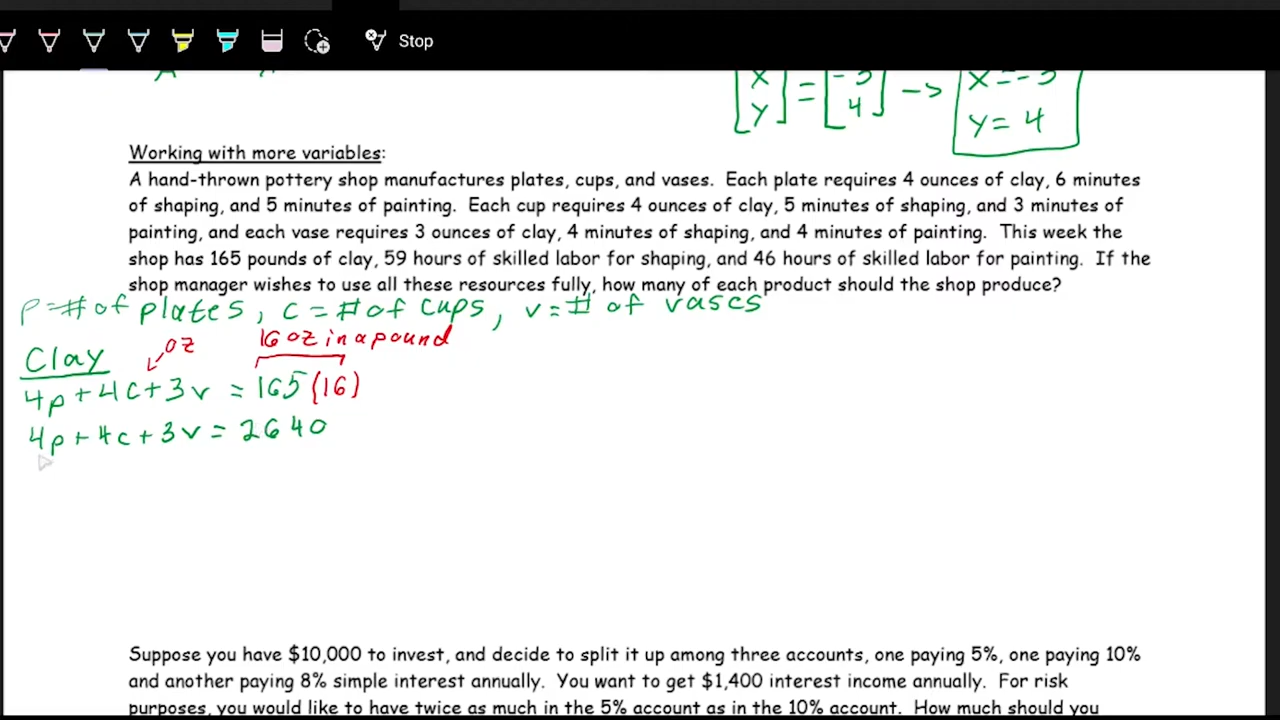 Stop
[x y] = [-3 4] -> x=-3
y= 4
Working with more variables:
A hand-thrown pottery shop manufactures plates, cups, and vases. Each plate requires 4 ounces of clay, 6 minutes
of shaping, and 5 minutes of painting. Each cup requires 4 ounces of clay, 5 minutes of shaping, and 3 minutes of
painting, and each vase requires 3 ounces of clay, 4 minutes of shaping, and 4 minutes of painting. This week the
shop has 165 pounds of clay, 59 hours of skilled labor for shaping, and 46 hours of skilled labor for painting. If the
shop manager wishes to use all these resources fully, how many of each product should the shop produce?
p=# of plates, c = # of cups, v=# of vases
Clay
oz
16 oz in a pound
4p+4c+3v = 165(16)
4p+4c+3v = 2640
Suppose you have $10,000 to invest, and decide to split it up among three accounts, one paying 5%, one paying 10%
and another paying 8% simple interest annually. You want to get $1,400 interest income annually. For risk
purposes, you would like to have twice as much in the 5% account as in the 10% account. How much should you